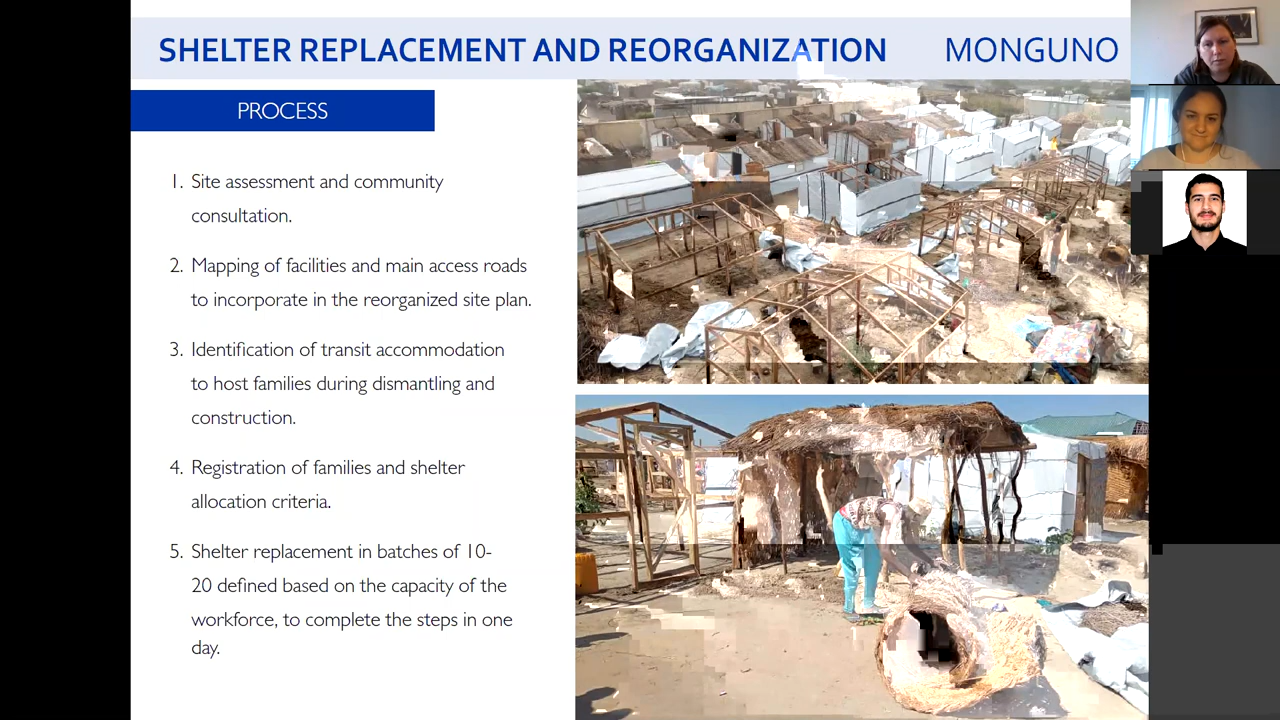 SHELTER REPLACEMENT AND REORGANIZATION MONGUNO
PROCESS
1. Site assessment and community
consultation.
2. Mapping of facilities and main access roads
to incorporate in the reorganized site plan.
3. Identification of transit accommodation
to host families during dismantling and
construction.
4. Registration of families and shelter
allocation criteria.
5. Shelter replacement in batches of 10-
20 defined based on the capacity of the
workforce, to complete the steps in one
day.